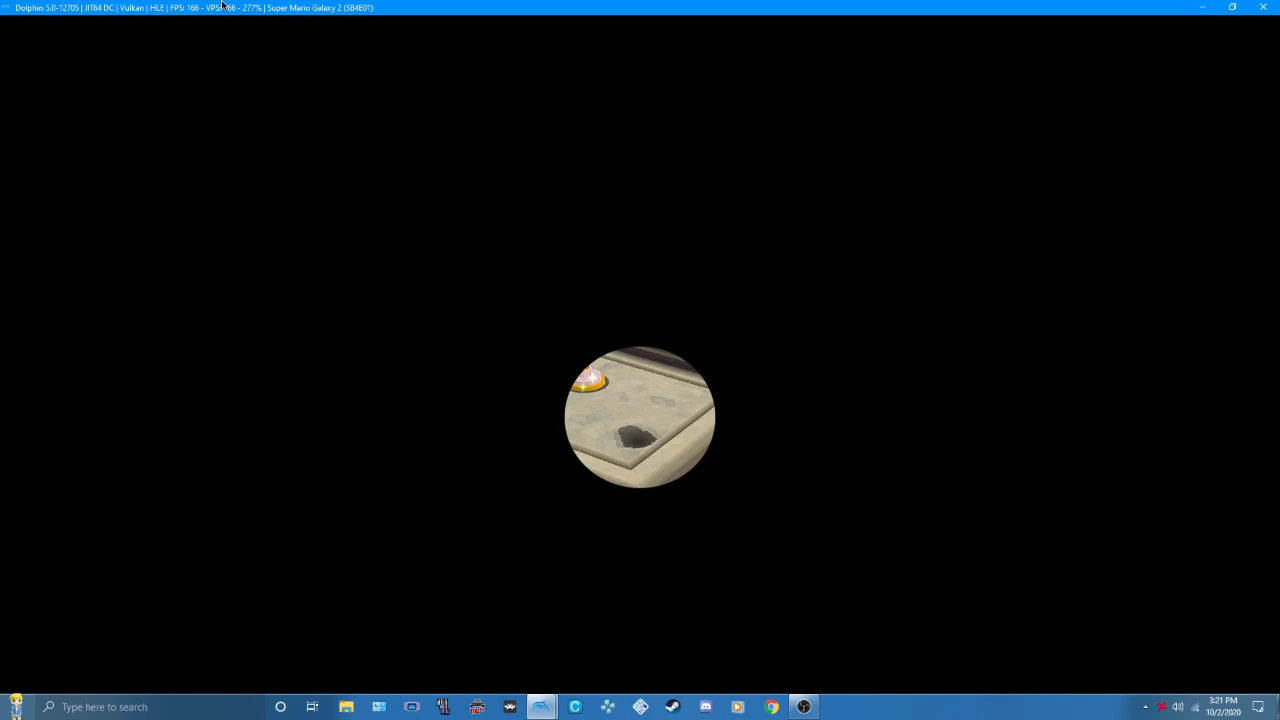 Dolphin 5.0-12705 | JIT64 DC | Vulkan | HLE | FPS: 166 - VPS: 166 - 277% | Super Mario Galaxy 2 (SB4E01)
Type here to search
3:21 PM
10/2/2020